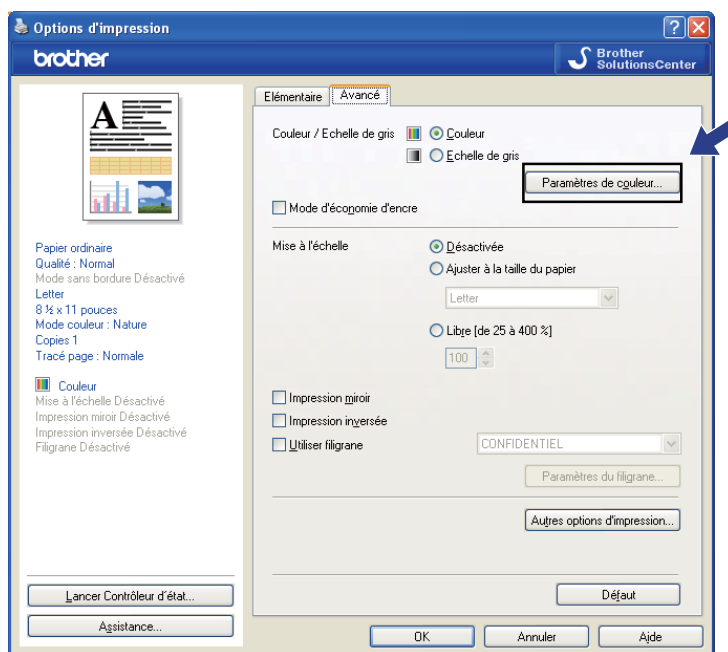 Options d'impression
brother
Brother
SolutionsCenter
A
Papier ordinaire
Qualité : Normal
Mode sans bordure Désactivé
Letter
8 ½ x 11 pouces
Mode couleur : Nature
Copies 1
Tracé page : Normale
Couleur
Mise à l'échelle Désactivé
Impression miroir Désactivé
Impression inversée Désactivé
Filigrane Désactivé
Lancer Contrôleur d´état...
Assistance...
Elémentaire
Avancé
Couleur / Echelle de gris
Couleur
Echelle de gris
Paramètres de couleur...
Mode d'économie d'encre
Mise à l'échelle
Désactivée
Ajuster à la taille du papier
Letter
Libre [de 25 à 400 %]
100
Impression miroir
Impression inversée
Utiliser filigrane
CONFIDENTIEL
Paramètres du filigrane...
Autres options d'impression...
Défaut
OK
Annuler
Aide